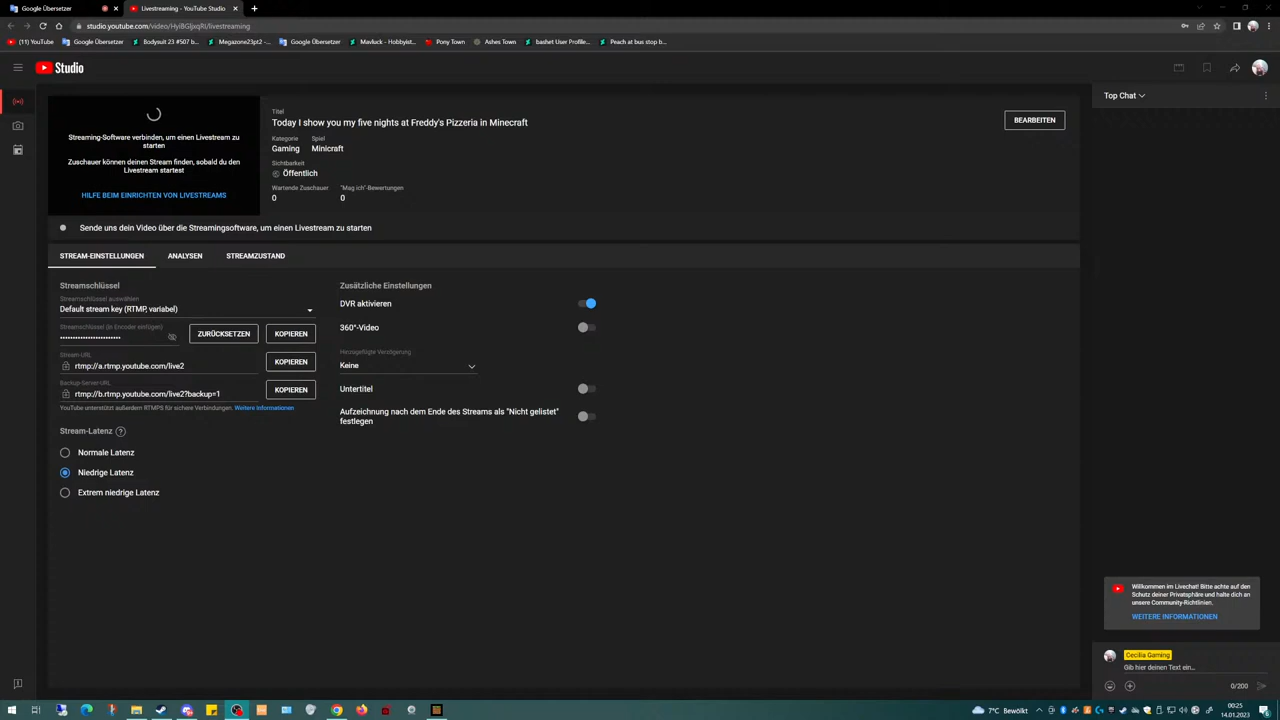 Google Übersetzer
Livestreaming - YouTube Studio
studio.youtube.com/video/HyiBGljxqRI/livestreaming
(11) YouTube
Google Übersetzer
Bodysuit 23 #507 b...
Megazone23pt2 -...
Google Übersetzer
Mavluck - Hobbyist...
Pony Town
Ashes Town
bashet User Profile...
Peach at bus stop b...
Studio
Streaming-Software verbinden, um einen Livestream zu
starten
Zuschauer können deinen Stream finden, sobald du den
Livestream startest
HILFE BEIM EINRICHTEN VON LIVESTREAMS
Titel
Today I show you my five nights at Freddy's Pizzeria in Minecraft
Kategorie
Gaming
Spiel
Minicraft
Sichtbarkeit
Öffentlich
Wartende Zuschauer
0
"Mag ich"-Bewertungen
0
BEARBEITEN
Sende uns dein Video über die Streamingsoftware, um einen Livestream zu starten
STREAM-EINSTELLUNGEN
ANALYSEN
STREAMZUSTAND
Streamschlüssel
Streamschlüssel auswählen
Default stream key (RTMP, variabel)
Streamschlüssel (in Encoder einfügen)
••••••••••••••••••••••••
ZURÜCKSETZEN
KOPIEREN
Stream-URL
rtmp://a.rtmp.youtube.com/live2
KOPIEREN
Backup-Server-URL
rtmp://b.rtmp.youtube.com/live2?backup=1
KOPIEREN
YouTube unterstützt außerdem RTMPS für sichere Verbindungen. Weitere Informationen
Stream-Latenz
Normale Latenz
Niedrige Latenz
Extrem niedrige Latenz
Zusätzliche Einstellungen
DVR aktivieren
360°-Video
Hinzugefügte Verzögerung
Keine
Untertitel
Aufzeichnung nach dem Ende des Streams als "Nicht gelistet"
festlegen
Top Chat
Willkommen im Livechat! Bitte achte auf den
Schutz deiner Privatsphäre und halte dich an
unsere Community-Richtlinien.
WEITERE INFORMATIONEN
Cecilia Gaming
Gib hier deinen Text ein...
0/200
7°C Bewölkt
00:25
14.01.2023